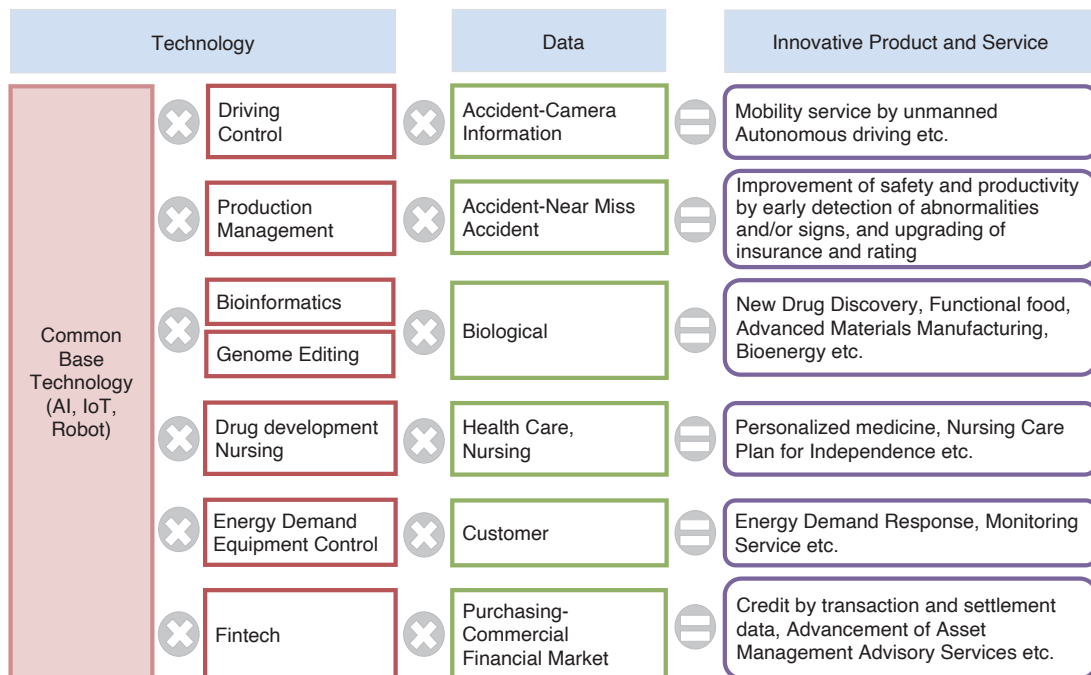 Technology
Data
Innovative Product and Service
Common
Base
Technology
(AI, IoT,
Robot)
Driving
Control
Accident-Camera
Information
Mobility service by unmanned
Autonomous driving etc.
Production
Management
Accident-Near Miss
Accident
Improvement of safety and productivity
by early detection of abnormalities
and/or signs, and upgrading of
insurance and rating
Bioinformatics
Genome Editing
Biological
New Drug Discovery, Functional food,
Advanced Materials Manufacturing,
Bioenergy etc.
Drug development
Nursing
Health Care,
Nursing
Personalized medicine, Nursing Care
Plan for Independence etc.
Energy Demand
Equipment Control
Customer
Energy Demand Response, Monitoring
Service etc.
Fintech
Purchasing-
Commercial
Financial Market
Credit by transaction and settlement
data, Advancement of Asset
Management Advisory Services etc.